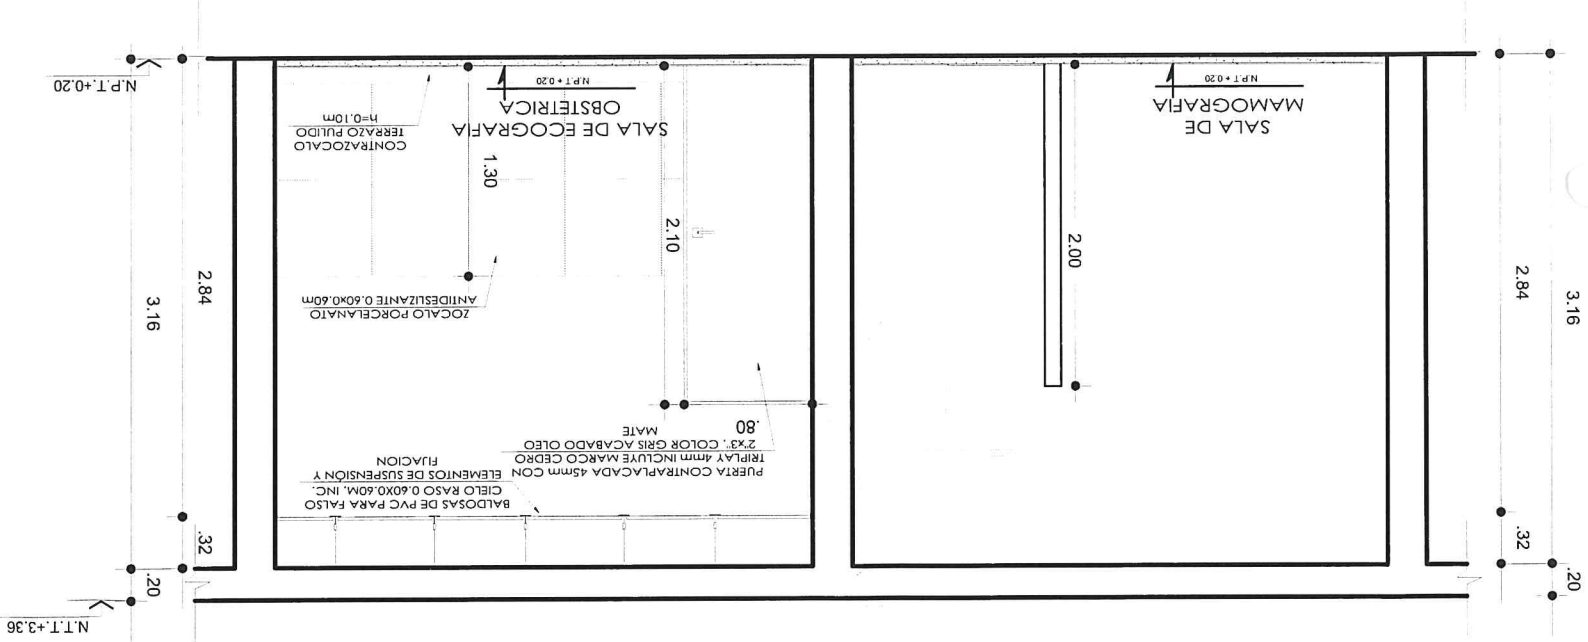 N.T.T.+3.36
.20
.32
.20
.32
BALDOSAS DE PVC PARA FALSO
CIELO RASO 0.60X0.60M, INC.
ELEMENTOS DE SUSPENSIÓN Y
FIJACION
PUERTA CONTRAPLACADA 45mm CON
TRIPLAY 4mm INCLUYE MARCO CEDRO
2"x3", COLOR GRIS ACABADO OLEO
MATE
.80
3.16
2.84
2.84
3.16
ZOCALO PORCELANATO
ANTIDESLIZANTE 0.60x0.60m
2.00
2.10
1.30
CONTRAZOCALO
TERRAZO PULIDO
h=0.10m
SALA DE
MAMOGRAFIA
N.P.T + 0.20
SALA DE ECOGRAFIA
OBSTETRICA
N.P.T + 0.20
N.P.T.+0.20